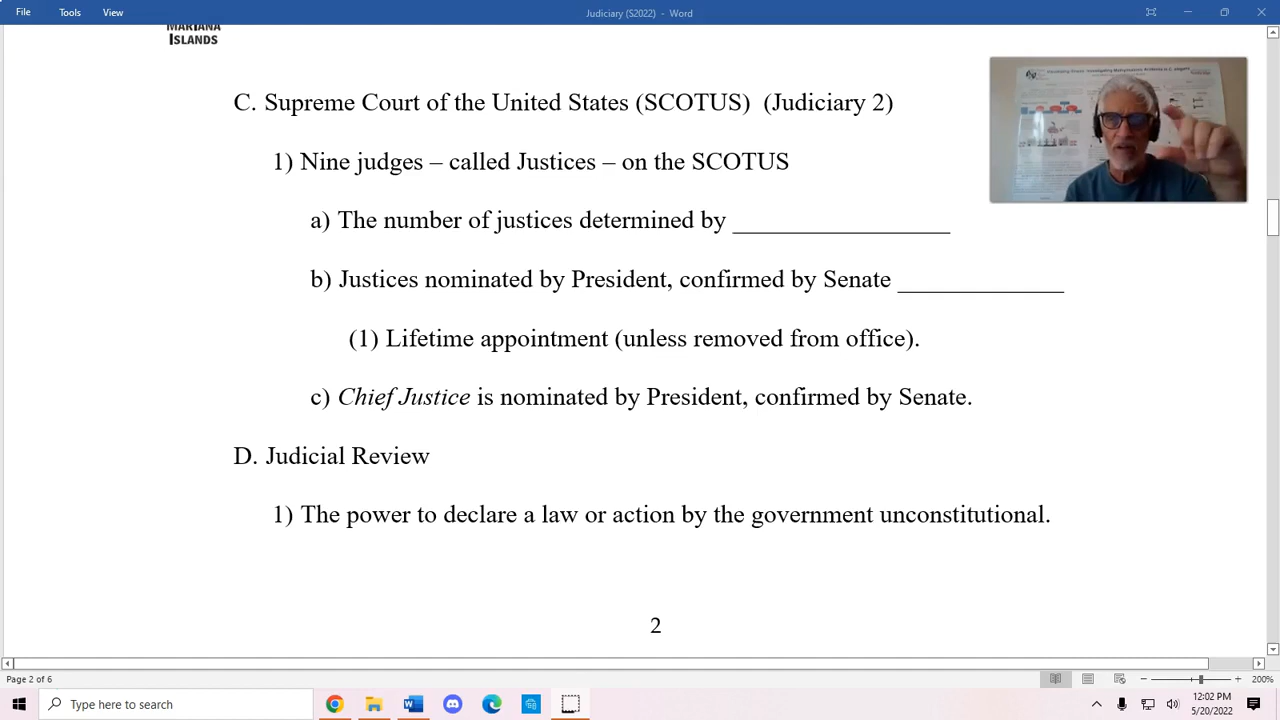 File Tools View Judiciary (S2022) - Word
MARIANA
ISLANDS
C. Supreme Court of the United States (SCOTUS) (Judiciary 2)
1) Nine judges – called Justices – on the SCOTUS
a) The number of justices determined by _________________
b) Justices nominated by President, confirmed by Senate _____________
(1) Lifetime appointment (unless removed from office).
c) Chief Justice is nominated by President, confirmed by Senate.
D. Judicial Review
1) The power to declare a law or action by the government unconstitutional.
2
Page 2 of 6
200%
Type here to search
12:02 PM
5/20/2022